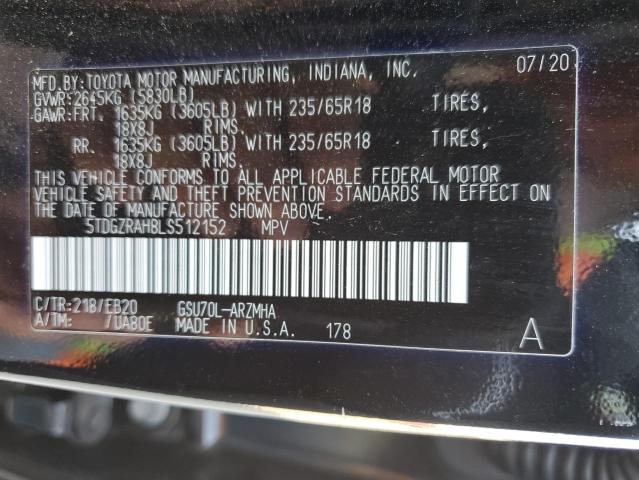 MFD.BY:TOYOTA MOTOR MANUFACTURING, INDIANA, INC. 07/20
GVWR:2645KG (5830LB)
GAWR:FRT. 1635KG (3605LB) WITH 235/65R18 TIRES,
18X8J RIMS.
RR. 1635KG (3605LB) WITH 235/65R18 TIRES,
18X8J RIMS.
THIS VEHICLE CONFORMS TO ALL APPLICABLE FEDERAL MOTOR
VEHICLE SAFETY AND THEFT PREVENTION STANDARDS IN EFFECT ON
THE DATE OF MANUFACTURE SHOWN ABOVE.
5TDGZRAHBLS512152 MPV
C/TR:218/EB20 GSU70L-ARZMHA
A/TM: /UA80E MADE IN U.S.A. 178 A